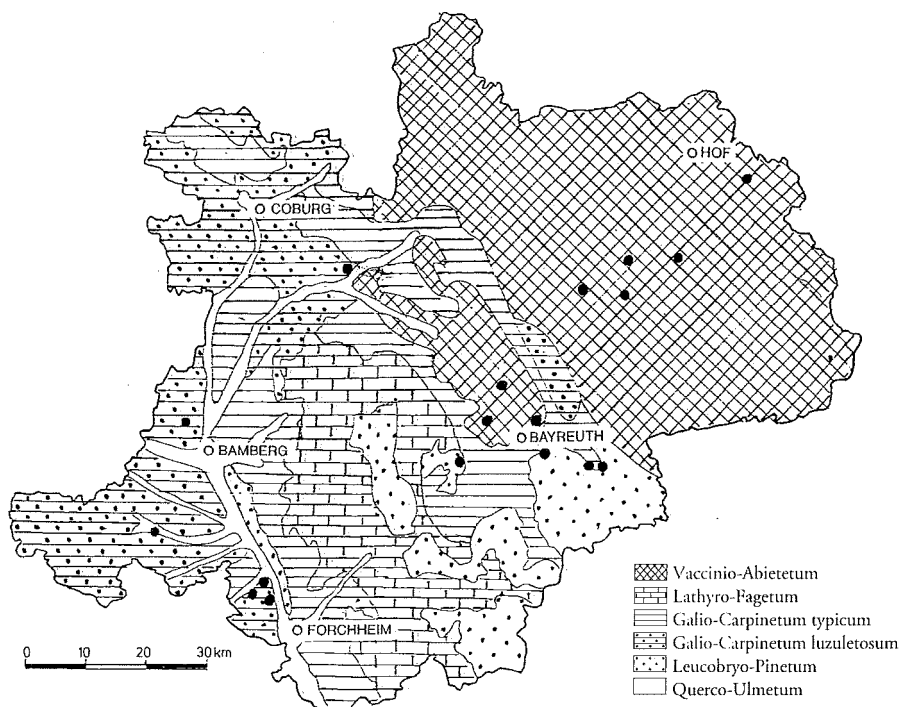 HOF
COBURG
BAYREUTH
BAMBERG
FORCHHEIM
Vaccinio-Abietetum
Lathyro-Fagetum
Galio-Carpinetum typicum
Galio-Carpinetum luzuletosum
Leucobryo-Pinetum
Querco-Ulmetum
0 10 20 30 km